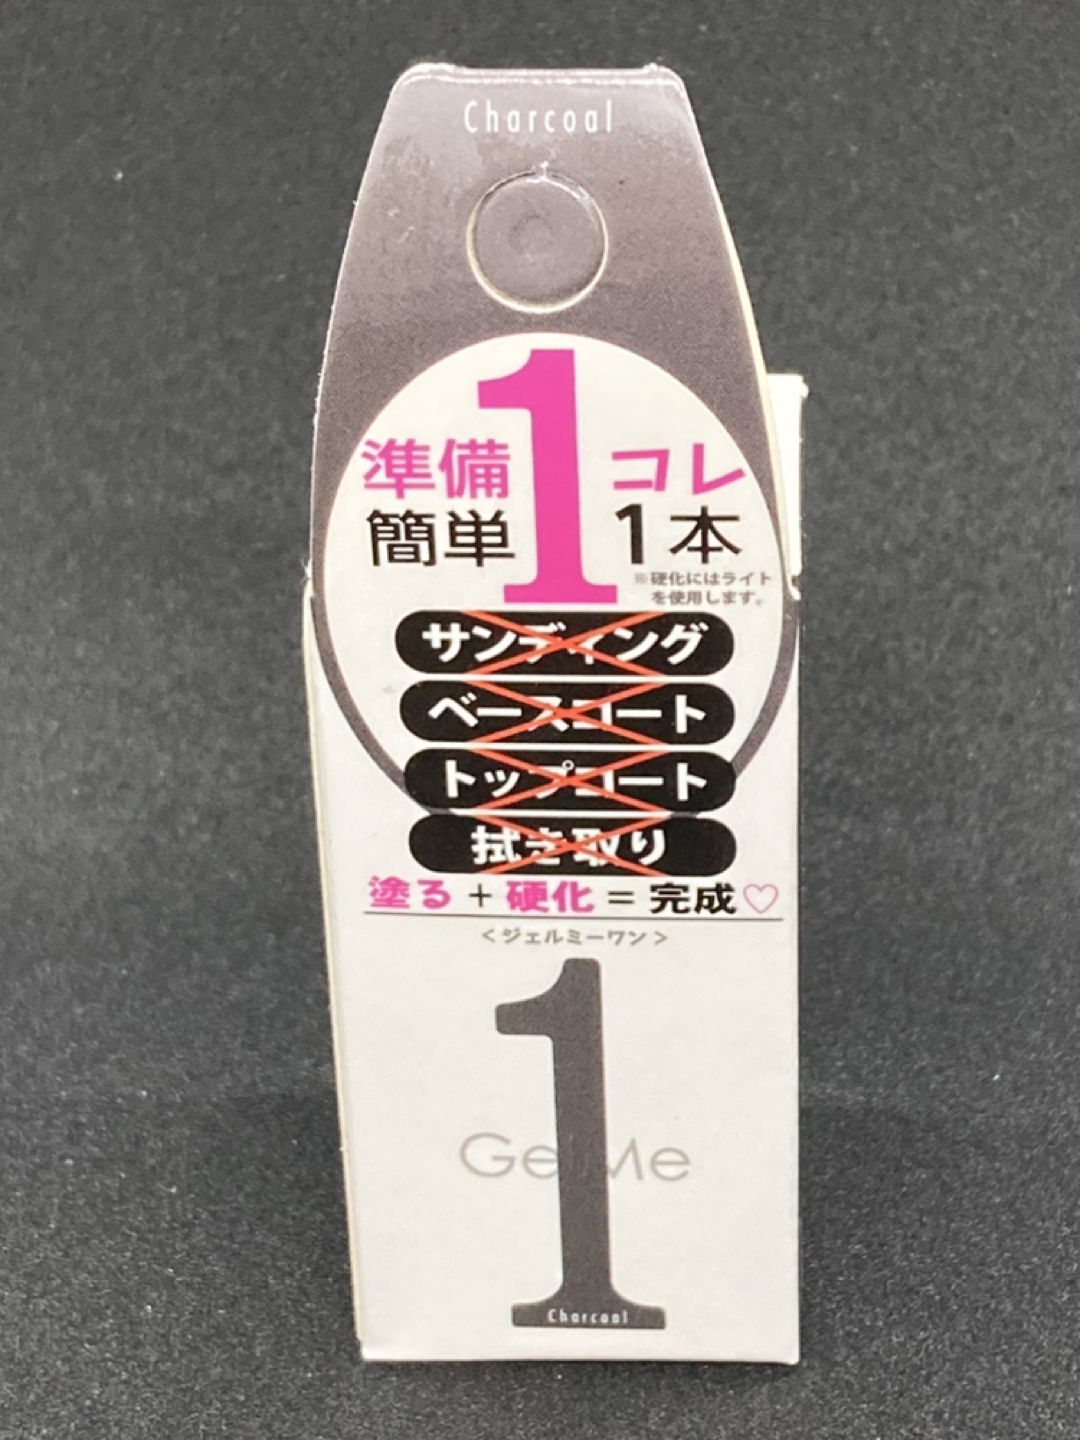 Charcoal
準備 1 コレ
簡単 1本
※硬化にはライト
を使用します。
サンディング
ベースコート
トップコート
拭き取り
塗る + 硬化 = 完成♡
<ジェルミーワン>
1
Gel Me
Charcoal